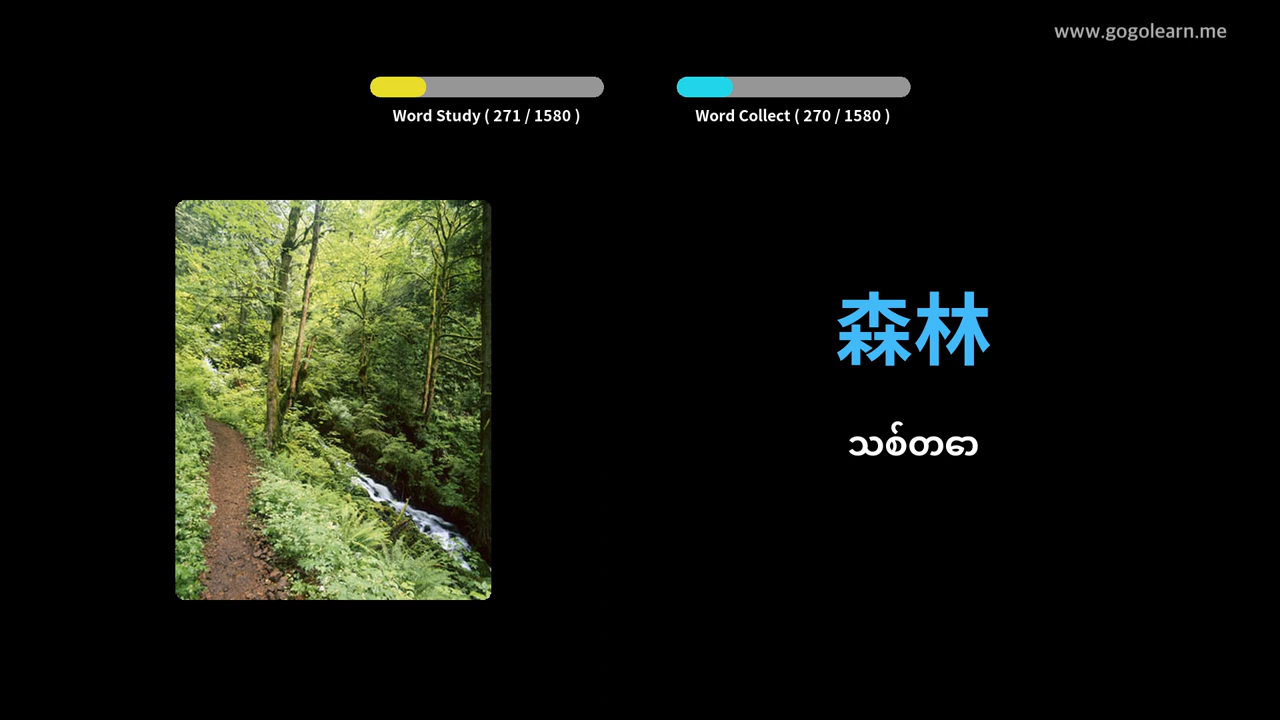 www.gogolearn.me
Word Study ( 271 / 1580 )
Word Collect ( 270 / 1580 )
森林
သစ်တော